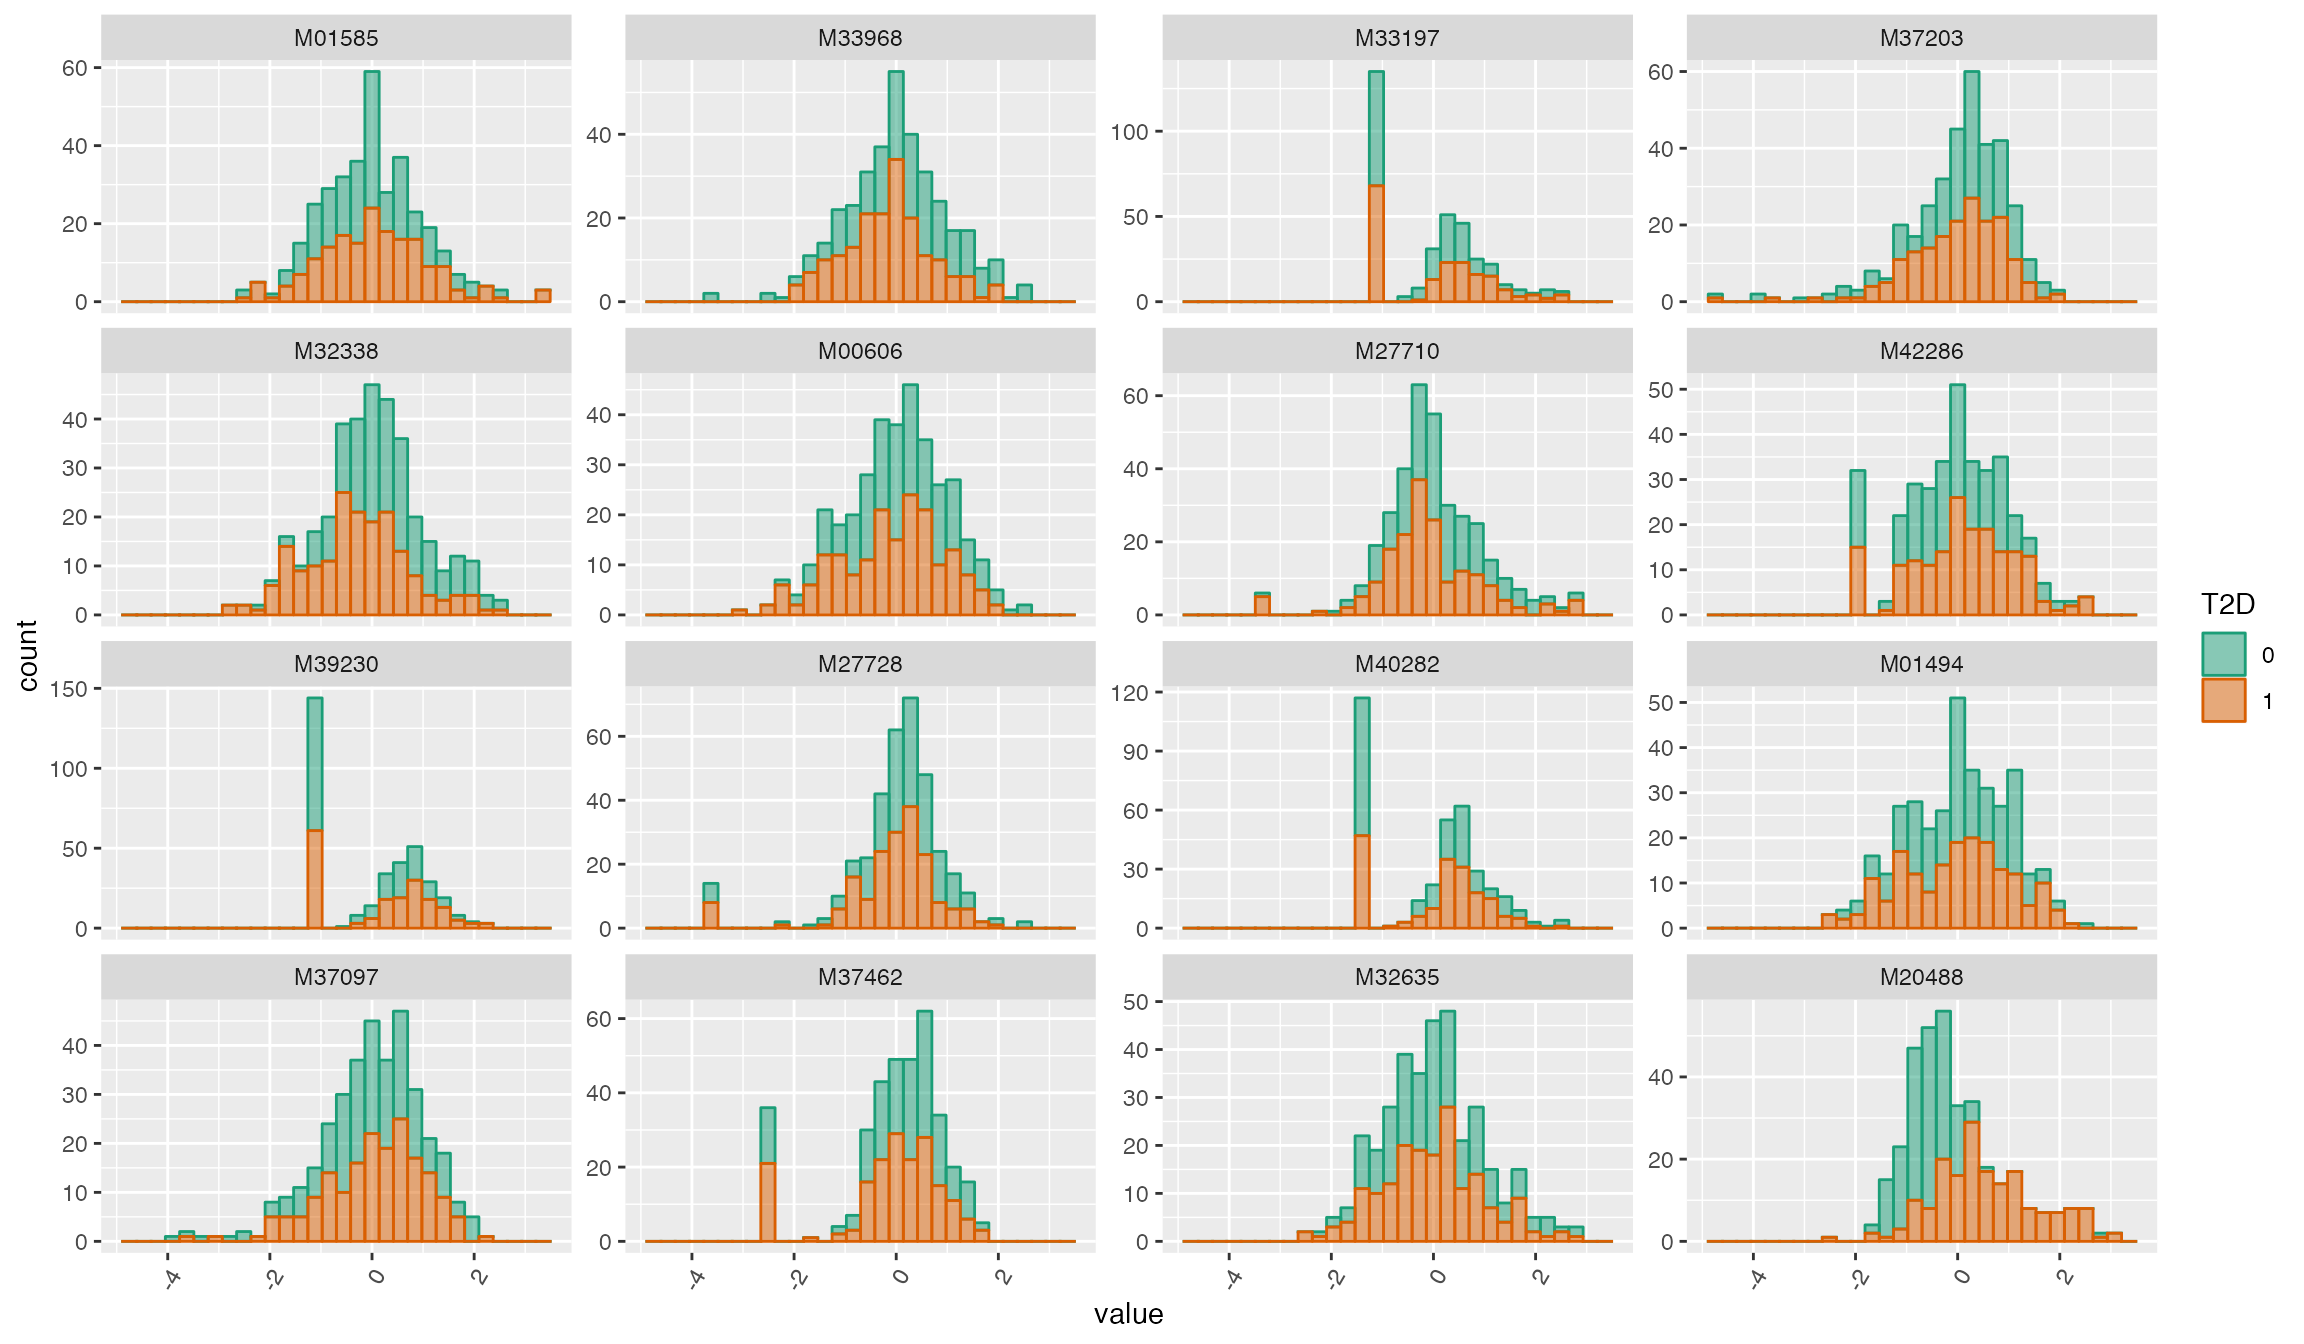 M01585 M33968 M33197 M37203
60 40 20 0
40 20 0
100 50 0
60 40 20 0
M32338 M00606 M27710 M42286
40 30 20 10 0
40 30 20 10 0
60 40 20 0
50 40 30 20 10 0
M39230 M27728 M40282 M01494
150 100 50 0
60 40 20 0
120 90 60 30 0
50 40 30 20 10 0
M37097 M37462 M32635 M20488
40 30 20 10 0
60 40 20 0
50 40 30 20 10 0
40 20 0
-4 -2 0 2 -4 -2 0 2 -4 -2 0 2 -4 -2 0 2
value
count
T2D
0
1